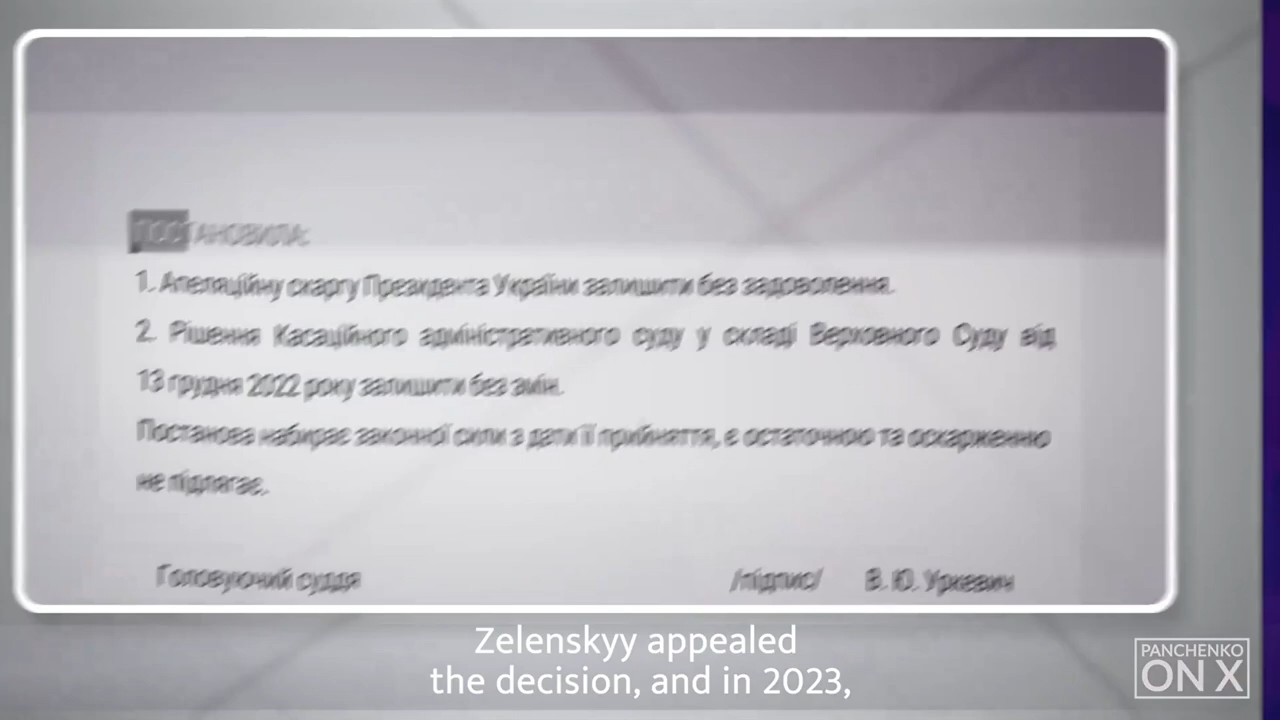 ПОСТАНОВИЛА:
1. Апеляційну скаргу Президента України залишити без задоволення.
2. Рішення Касаційного адміністративного суду у складі Верховного Суду від
13 грудня 2022 року залишити без змін.
Постанова набирає законної сили з дати її прийняття, є остаточною та оскарженню
не підлягає.
Головуючий суддя /підпис/ В. Ю. Уркевич
Zelenskyy appealed
the decision, and in 2023,
PANCHENKO
ON X